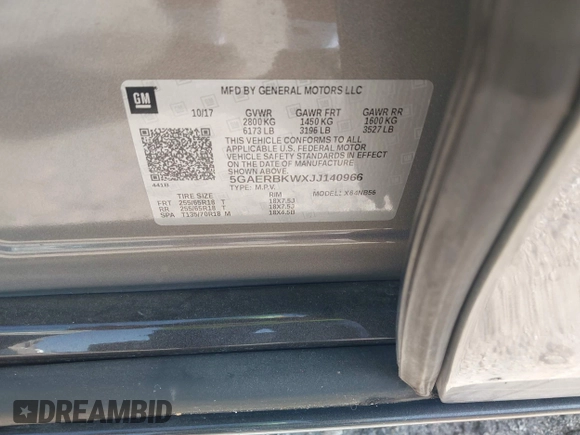 GM
MFD BY GENERAL MOTORS LLC
10/17 GVWR GAWR FRT GAWR RR
2800 KG 1450 KG 1600 KG
6173 LB 3196 LB 3527 LB
THIS VEHICLE CONFORMS TO ALL
APPLICABLE U.S. FEDERAL MOTOR
VEHICLE SAFETY STANDARDS IN EFFECT
ON THE DATE OF MANUFACTURE
SHOWN ABOVE.
5GAERBKWXJJ140966
TYPE: M.P.V. MODEL: X84NB56
441B
TIRE SIZE RIM
FRT 255/65R18 T 18X7.5J
RR 255/65R18 T 18X7.5J
SPA T135/70R18 M 18X4.5B
DREAMBID